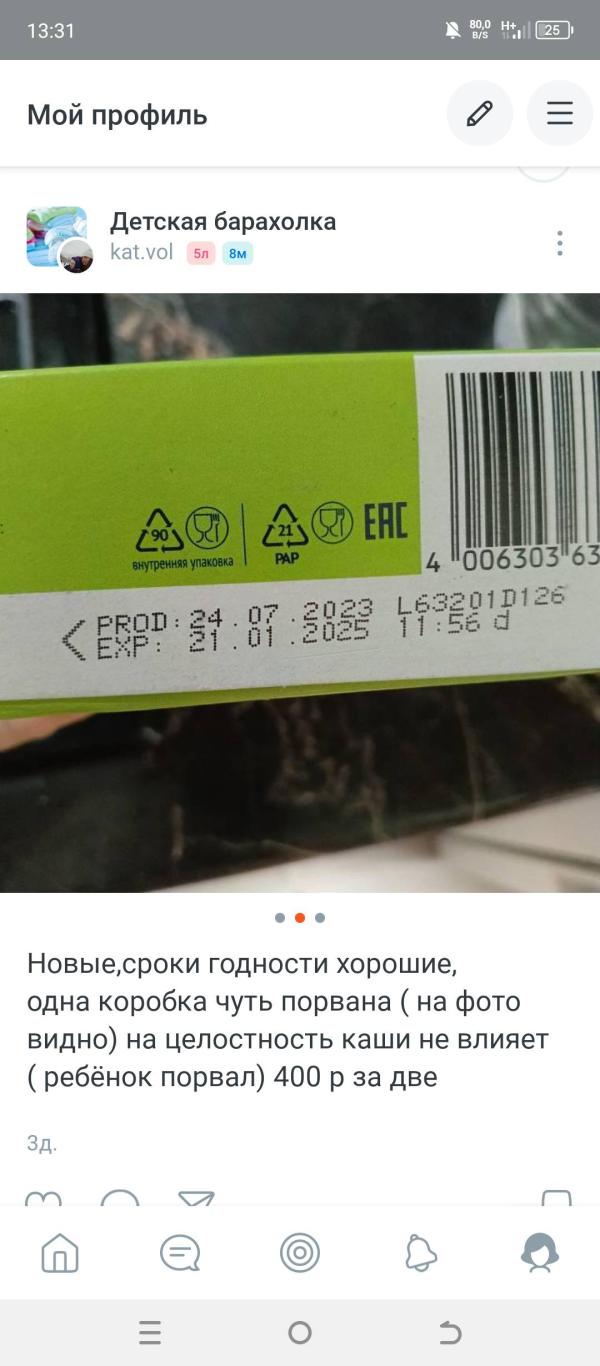 13:31
80,0
B/S
H+
25
Мой профиль
Детская барахолка
kat.vol 5л 8м
90
21
EAC
внутренняя упаковка
PAP
4 006303 63
PROD: 24.07.2023 L63201D126
EXP: 21.01.2025 11:56 d
Новые,сроки годности хорошие,
одна коробка чуть порвана ( на фото
видно) на целостность каши не влияет
( ребёнок порвал) 400 р за две
3д.